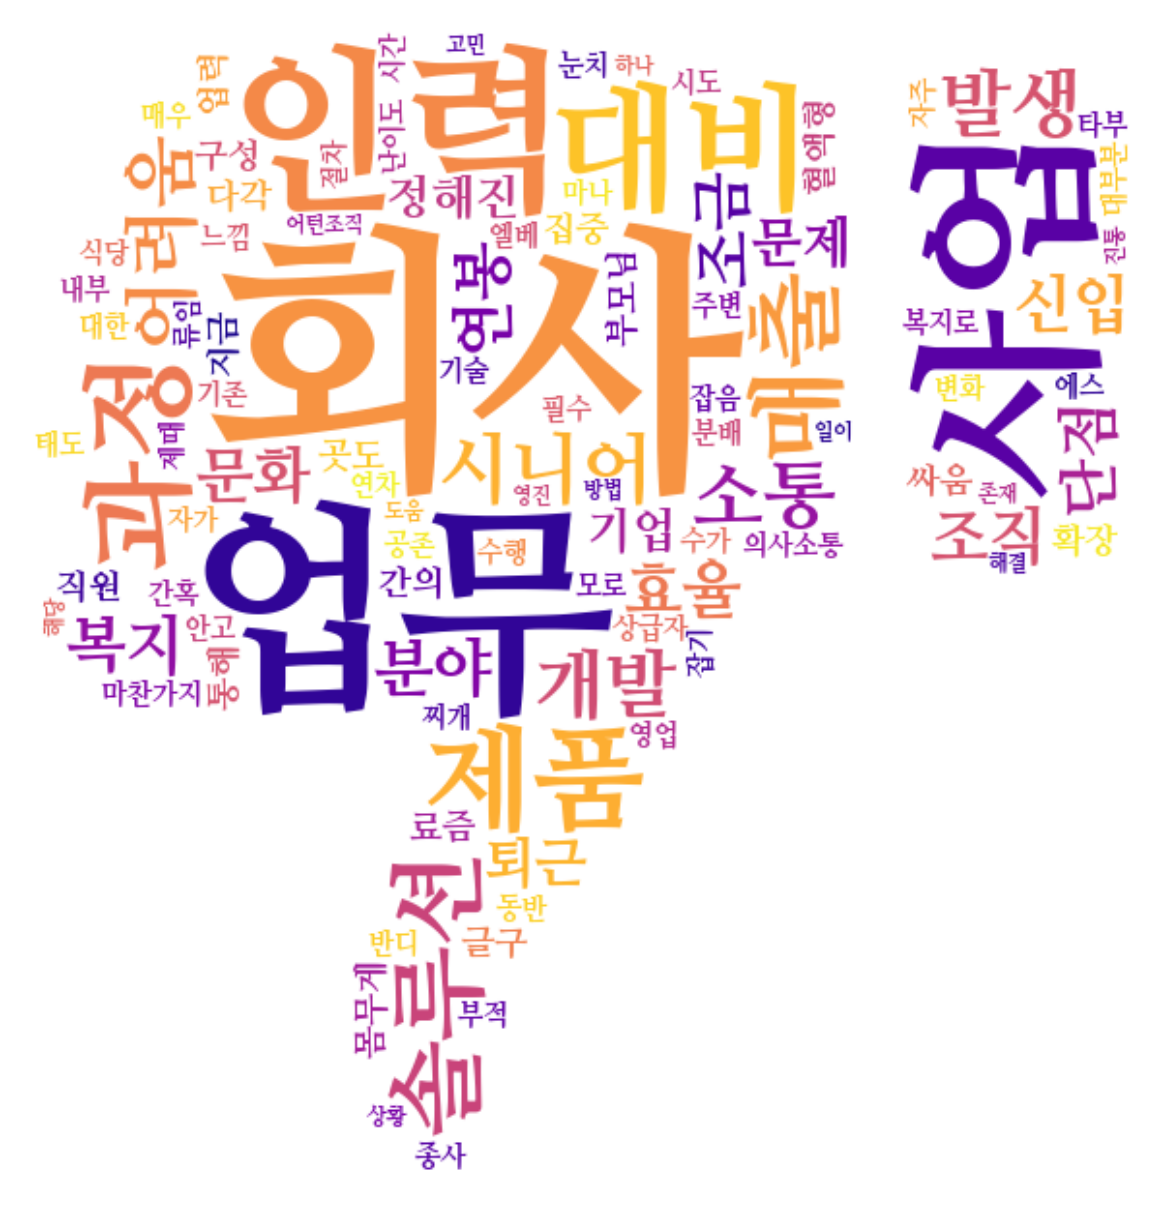 고민
시간
눈치
하나
인력
업력
시도
대비
발생
자주
매우
난이도
혈액형
타부
어려움
구성
절차
정해진
마나
조금
사업
대부분
다각
어턴조직
엘베
집중
문제
느낌
식당
회사
연봉
부모님
진통
내부
류임
주변
매출
신입
대한
지금
복지로
기술
과정
기존
필수
잡음
변화
에스
분배
일이
단점
태도
제배
문화
곳도
시니어
소통
싸움
연차
영진
방법
존재
자가
도움
기업
수가
의사소통
조직
확장
업무
공존
수행
해결
직원
간혹
간의
모로
효율
해당
복지
안고
분야
상급자
잡기
통해
개발
마찬가지
찌개
영업
제품
료즘
퇴근
솔루션
동반
반디
글구
몸무게
부적
상황
종사